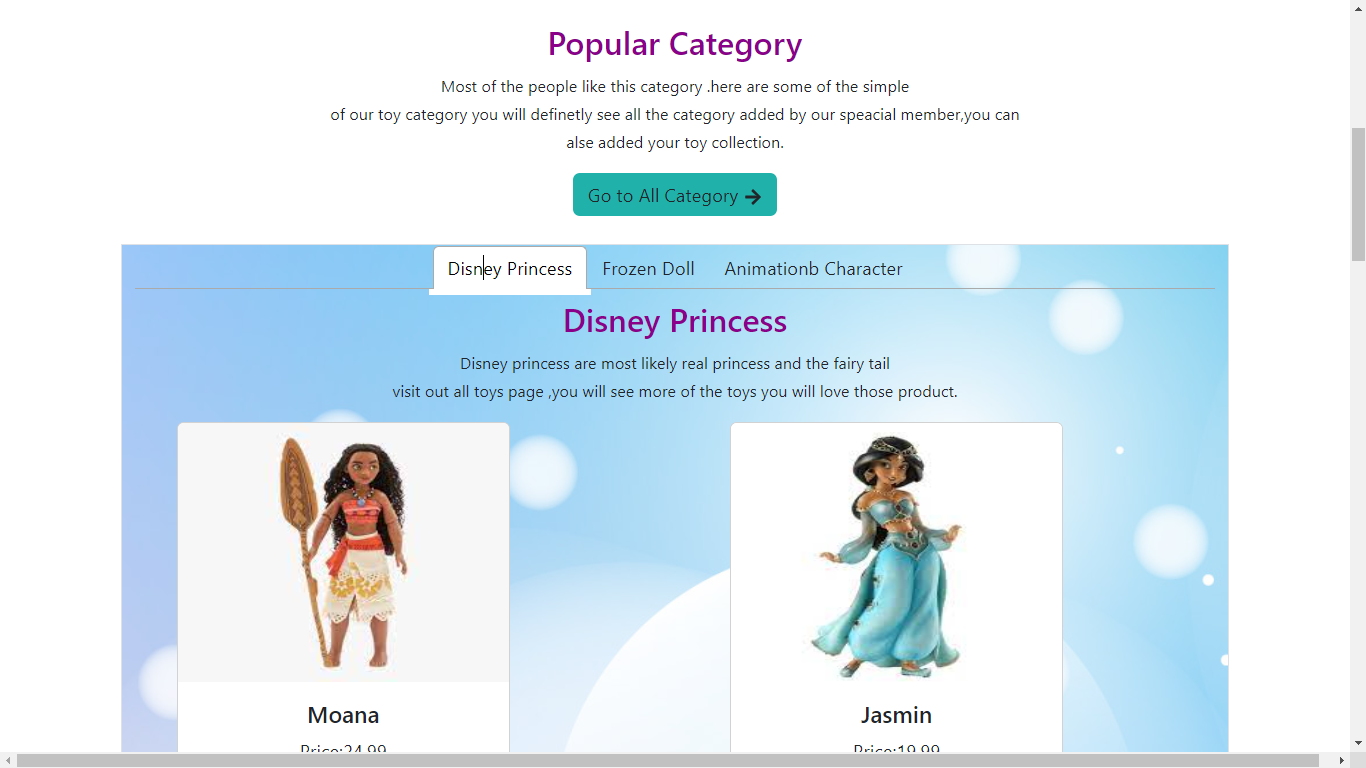 Popular Category
Most of the people like this category .here are some of the simple
of our toy category you will definetly see all the category added by our speacial member,you can
alse added your toy collection.
Go to All Category
Disney Princess Frozen Doll Animationb Character
Disney Princess
Disney princess are most likely real princess and the fairy tail
visit out all toys page ,you will see more of the toys you will love those product.
Moana Jasmin
Price:24.99 Price:19.99